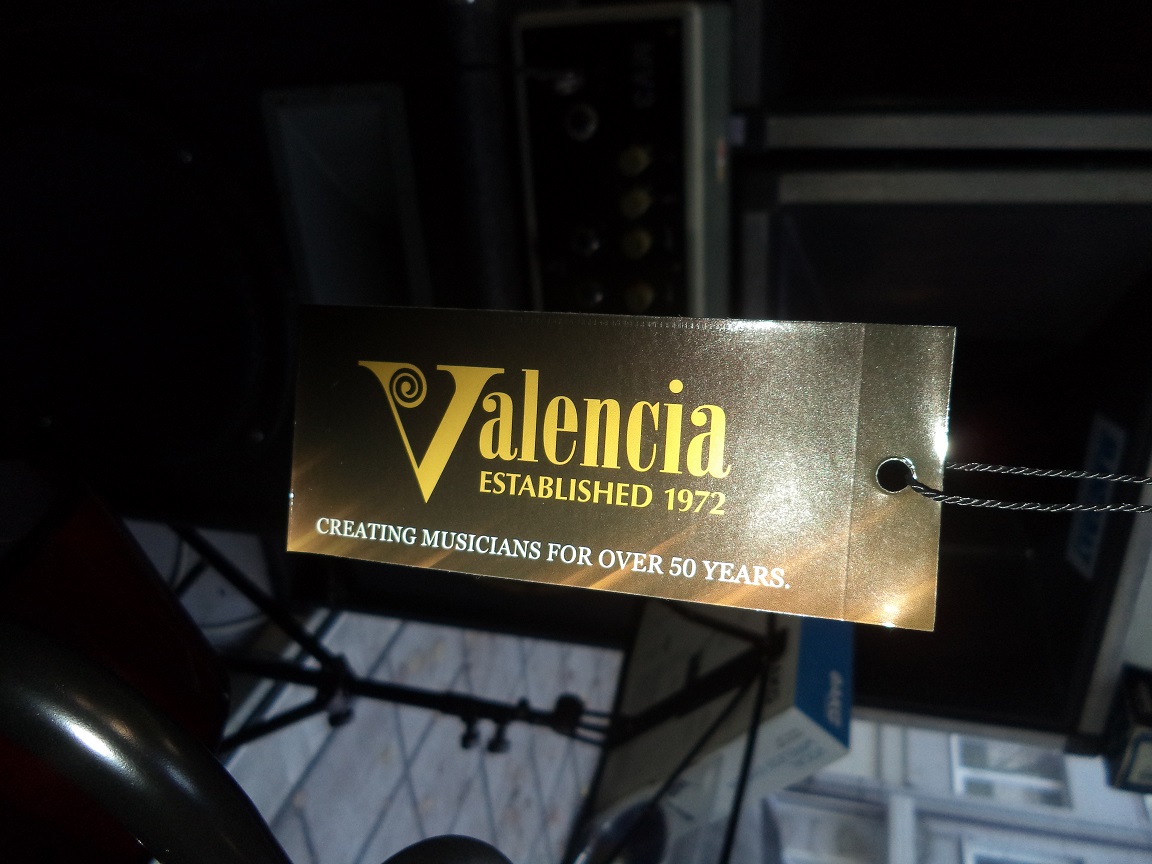 Valencia
ESTABLISHED 1972
CREATING MUSICIANS FOR OVER 50 YEARS.